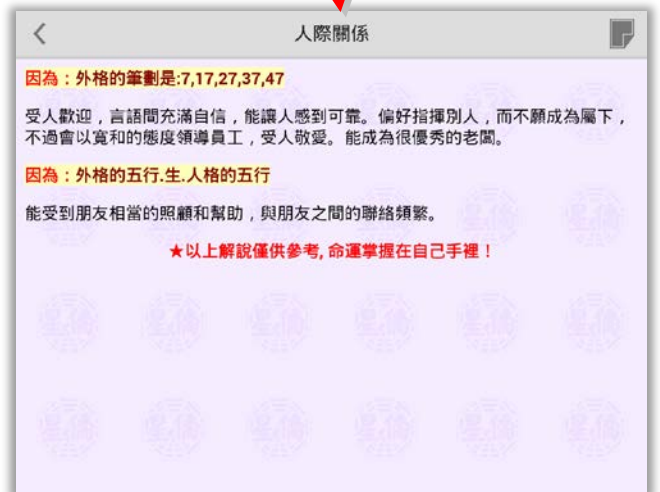 人際關係
因為：外格的筆劃是:7,17,27,37,47
受人歡迎，言語間充滿自信，能讓人感到可靠。偏好指揮別人，而不願成為屬下，
不過會以寬和的態度領導員工，受人敬愛。能成為很優秀的老闆。
因為：外格的五行.生.人格的五行
能受到朋友相當的照顧和幫助，與朋友之間的聯絡頻繁。
★以上解說僅供參考, 命運掌握在自己手裡！